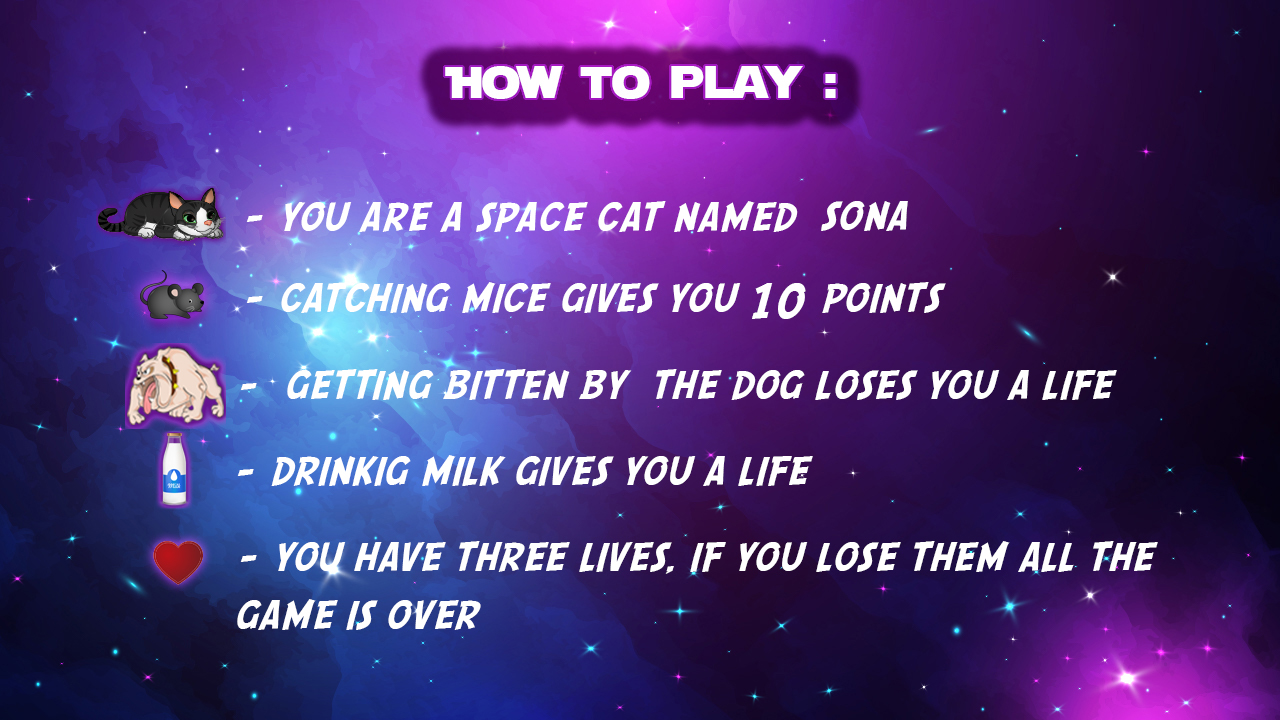 HOW TO PLAY :
- YOU ARE A SPACE CAT NAMED SONA
- CATCHING MICE GIVES YOU 10 POINTS
- GETTING BITTEN BY THE DOG LOSES YOU A LIFE
- DRINKIG MILK GIVES YOU A LIFE
- YOU HAVE THREE LIVES, IF YOU LOSE THEM ALL THE
GAME IS OVER